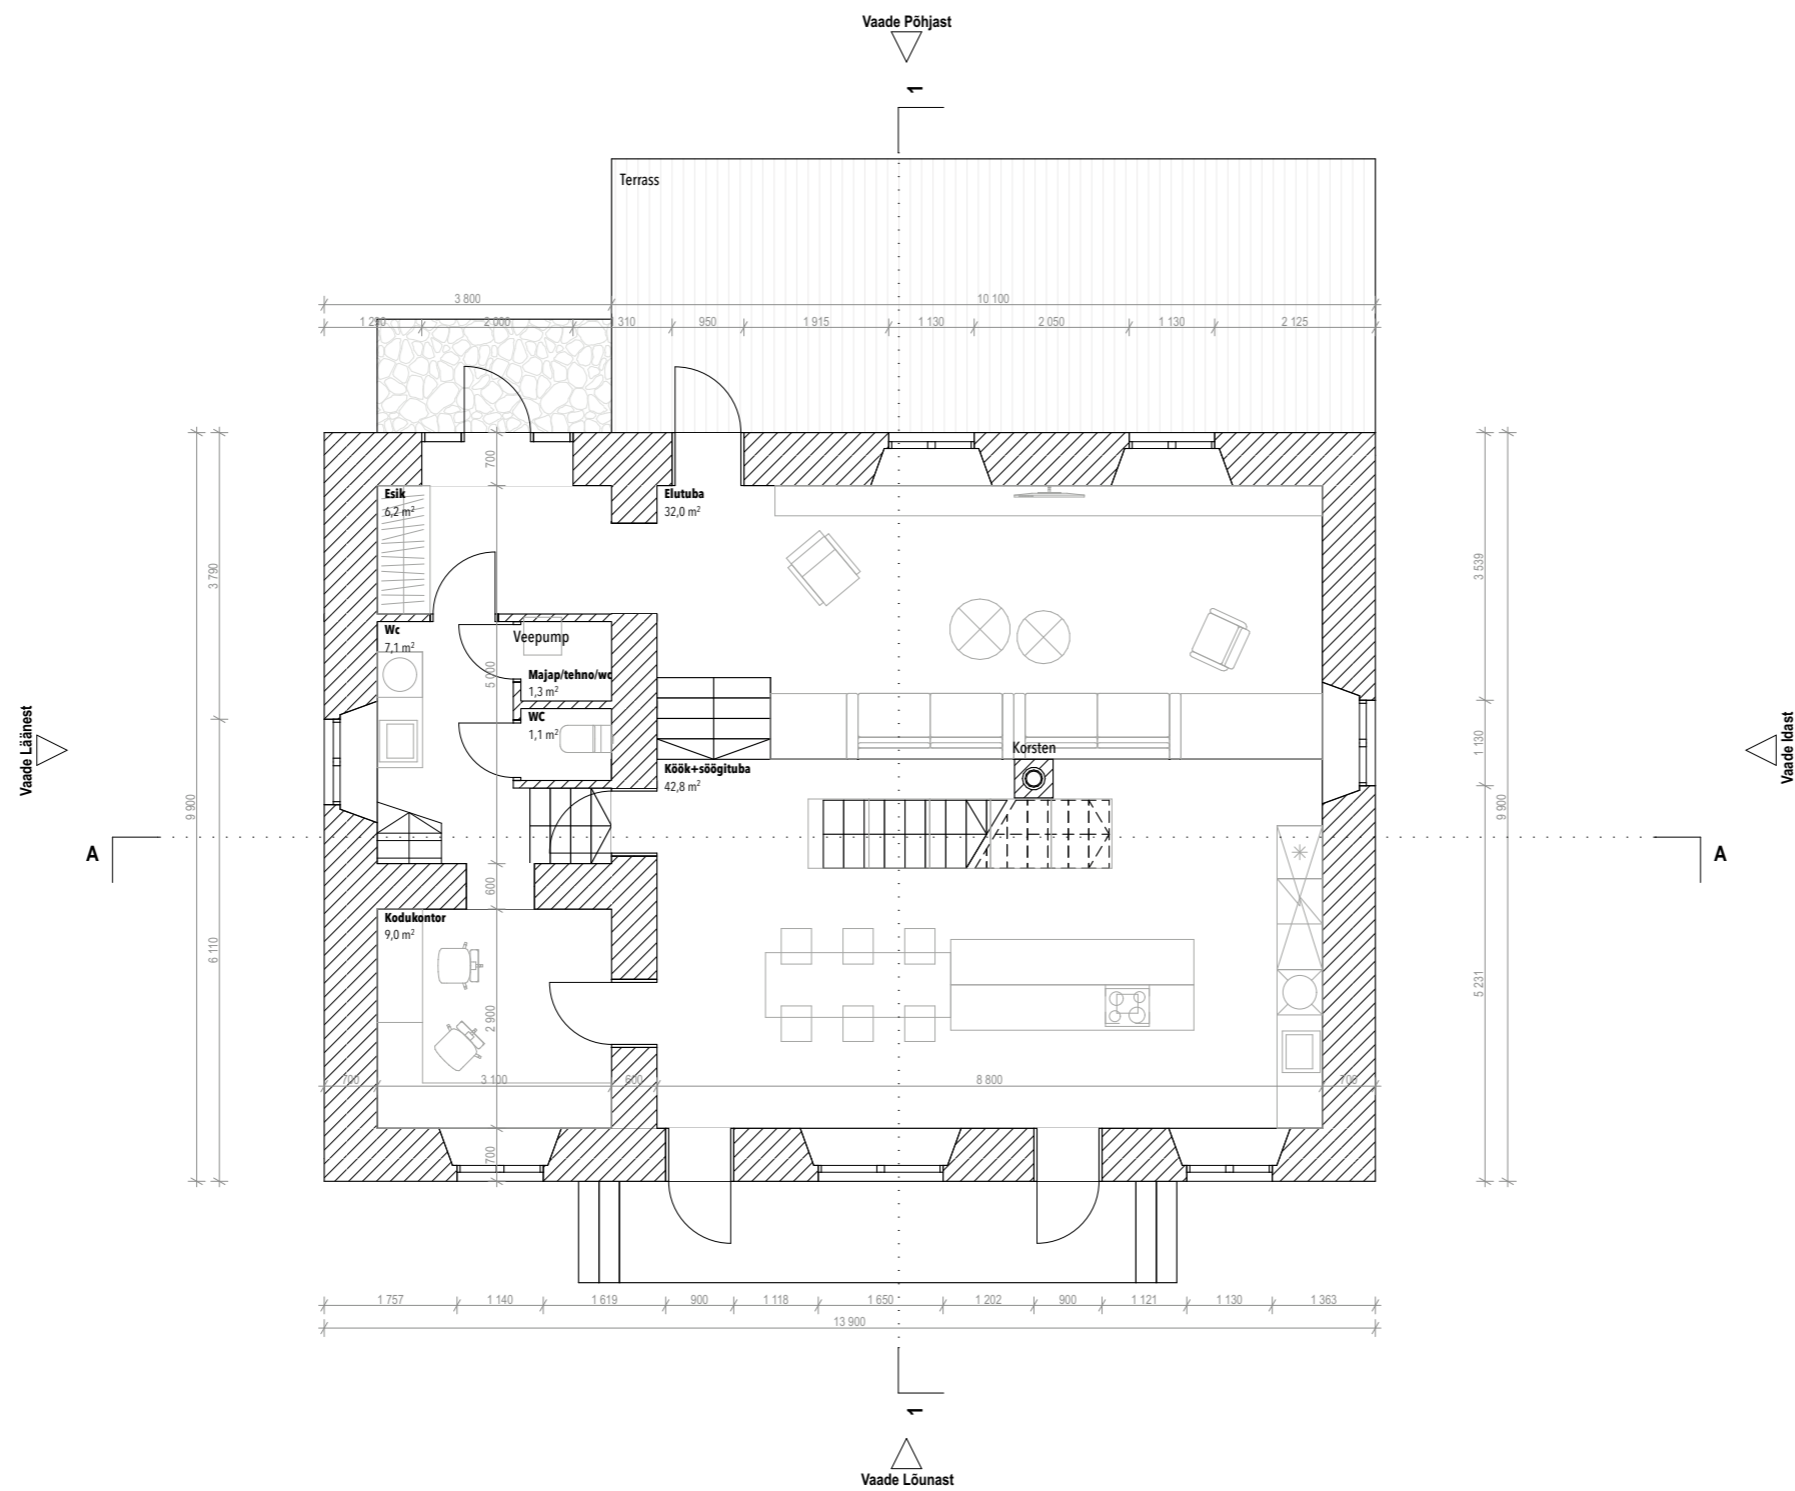 Vaade Põhjast
1
Terrass
3 800
10 100
1 290
2 000
310
950
1 915
1 130
2 050
1 130
2 125
700
Esik
6,2 m²
Elutuba
32,0 m²
3 790
3 539
Wc
7,1 m²
Veepump
5 000
Majap/tehno/wc
1,3 m²
WC
1,1 m²
Korsten
Köök+söögituba
42,8 m²
Vaade Läänest
Vaade Idast
1 130
9 900
9 900
A
A
600
Kodukontor
9,0 m²
6 110
5 231
2 900
700
3 100
600
8 800
700
700
1 757
1 140
1 619
900
1 118
1 650
1 202
900
1 121
1 130
1 363
13 900
1
Vaade Lõunast